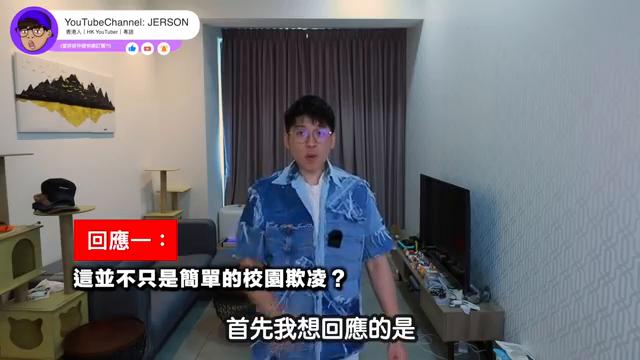 YouTubeChannel: JERSON
香港人｜HK YouTuber｜粵語
回應一：
這並不只是簡單的校園欺凌？
首先我想回應的是